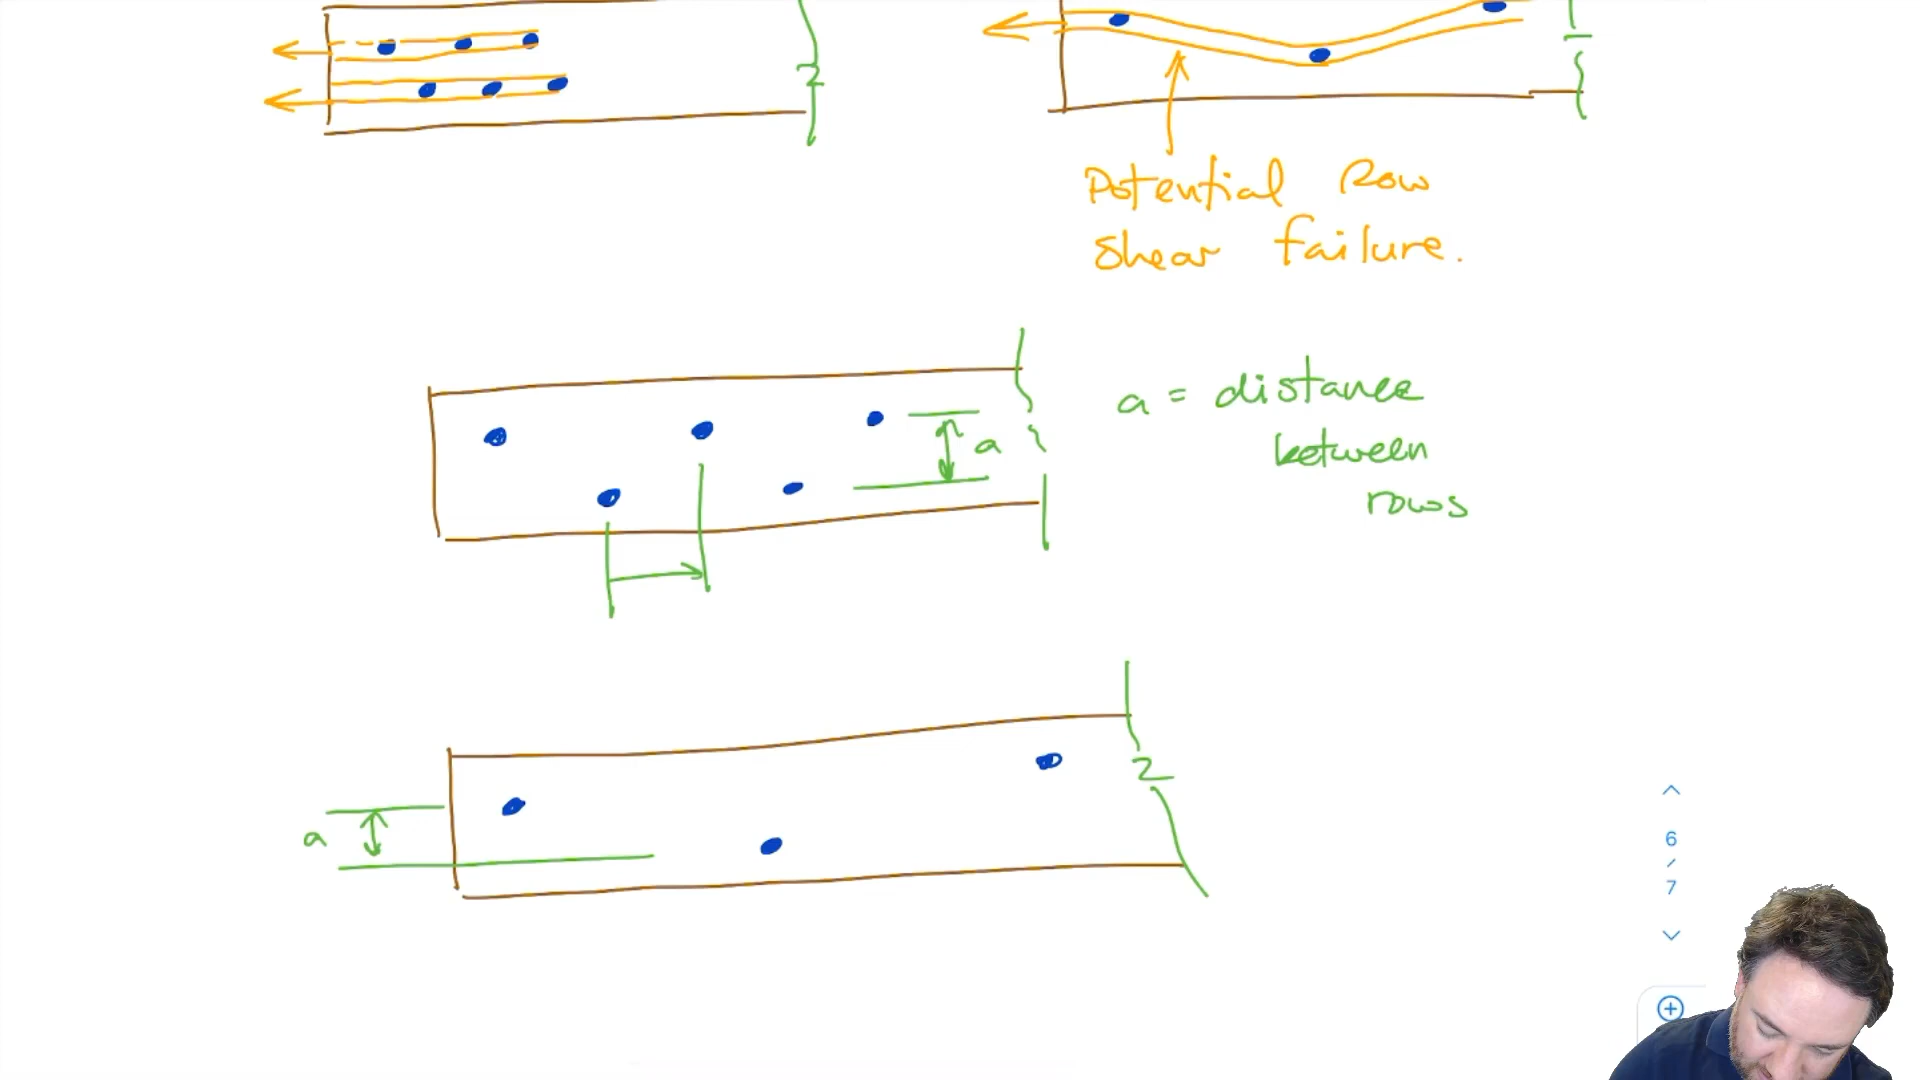 Potential Row
shear failure.
a = distance
between
rows
a
a
6
/
7